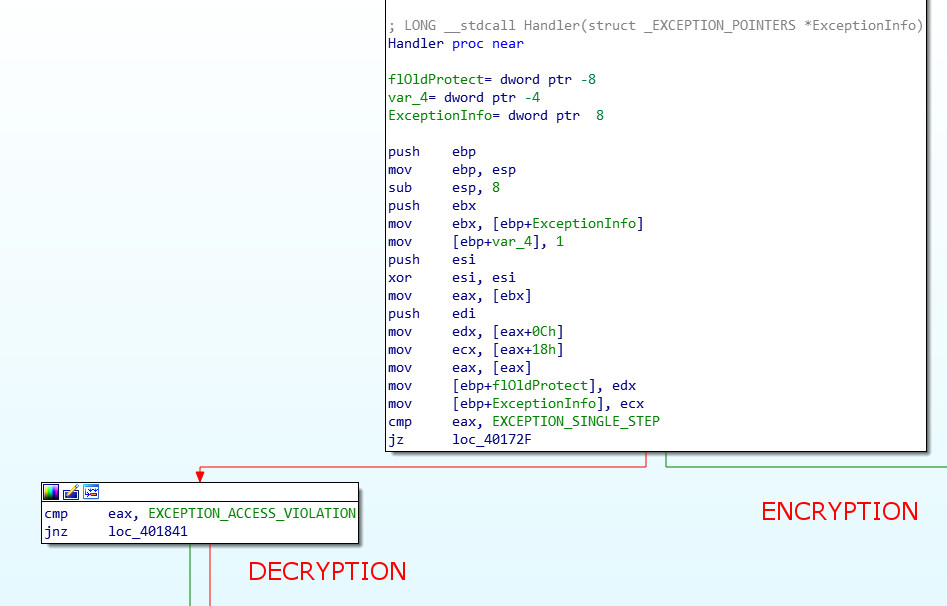 ; LONG __stdcall Handler(struct _EXCEPTION_POINTERS *ExceptionInfo)
Handler proc near
flOldProtect= dword ptr -8
var_4= dword ptr -4
ExceptionInfo= dword ptr  8
push    ebp
mov     ebp, esp
sub     esp, 8
push    ebx
mov     ebx, [ebp+ExceptionInfo]
mov     [ebp+var_4], 1
push    esi
xor     esi, esi
mov     eax, [ebx]
push    edi
mov     edx, [eax+0Ch]
mov     ecx, [eax+18h]
mov     eax, [eax]
mov     [ebp+flOldProtect], edx
mov     [ebp+ExceptionInfo], ecx
cmp     eax, EXCEPTION_SINGLE_STEP
jz      loc_40172F
cmp     eax, EXCEPTION_ACCESS_VIOLATION
jnz     loc_401841
ENCRYPTION
DECRYPTION